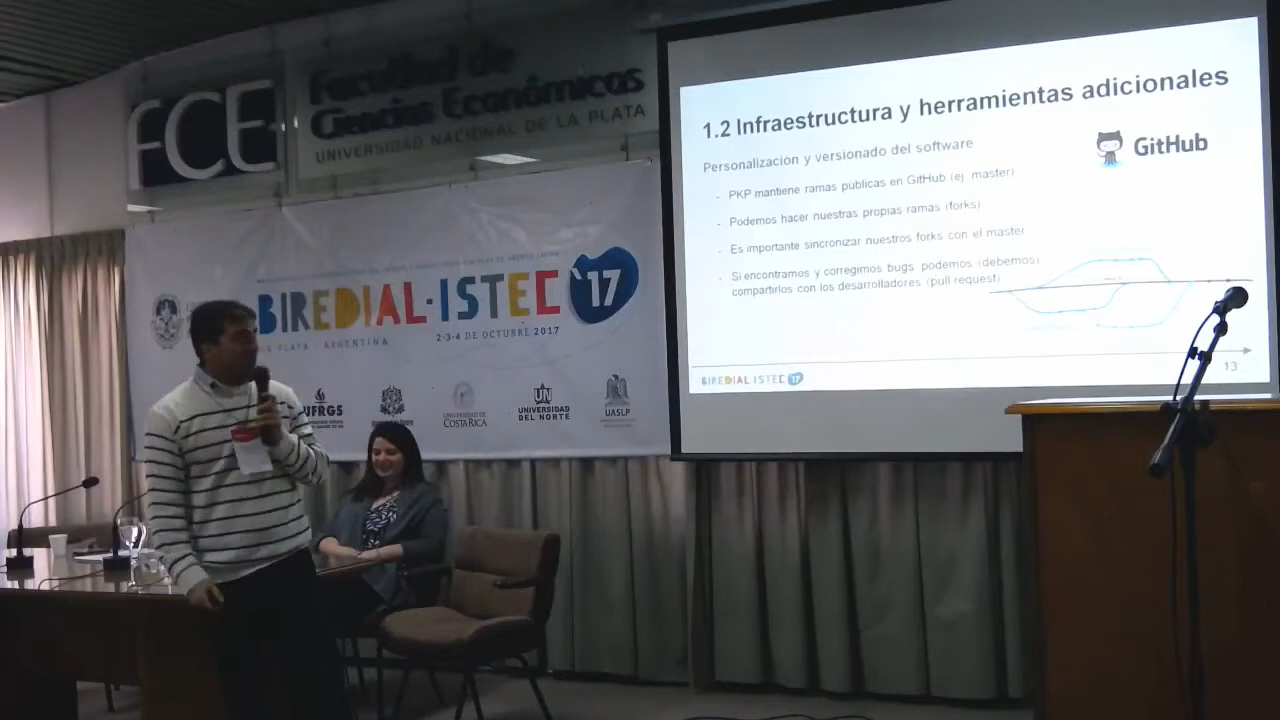 FCE
Facultad de
Ciencias Económicas
UNIVERSIDAD NACIONAL DE LA PLATA
BIREDIAL-ISTEC '17
2·3·4 DE OCTUBRE 2017
LA PLATA - ARGENTINA
UFRGS
UNIVERSIDAD DE
COSTA RICA
UN
UNIVERSIDAD
DEL NORTE
UASLP
1.2 Infraestructura y herramientas adicionales
Personalización y versionado del software
GitHub
- PKP mantiene ramas públicas en GitHub (ej. master)
- Podemos hacer nuestras propias ramas (forks)
- Es importante sincronizar nuestros forks con el master
- Si encontramos y corregimos bugs podemos (debemos)
compartirlos con los desarrolladores (pull request)
BIREDIAL-ISTEC 17
13